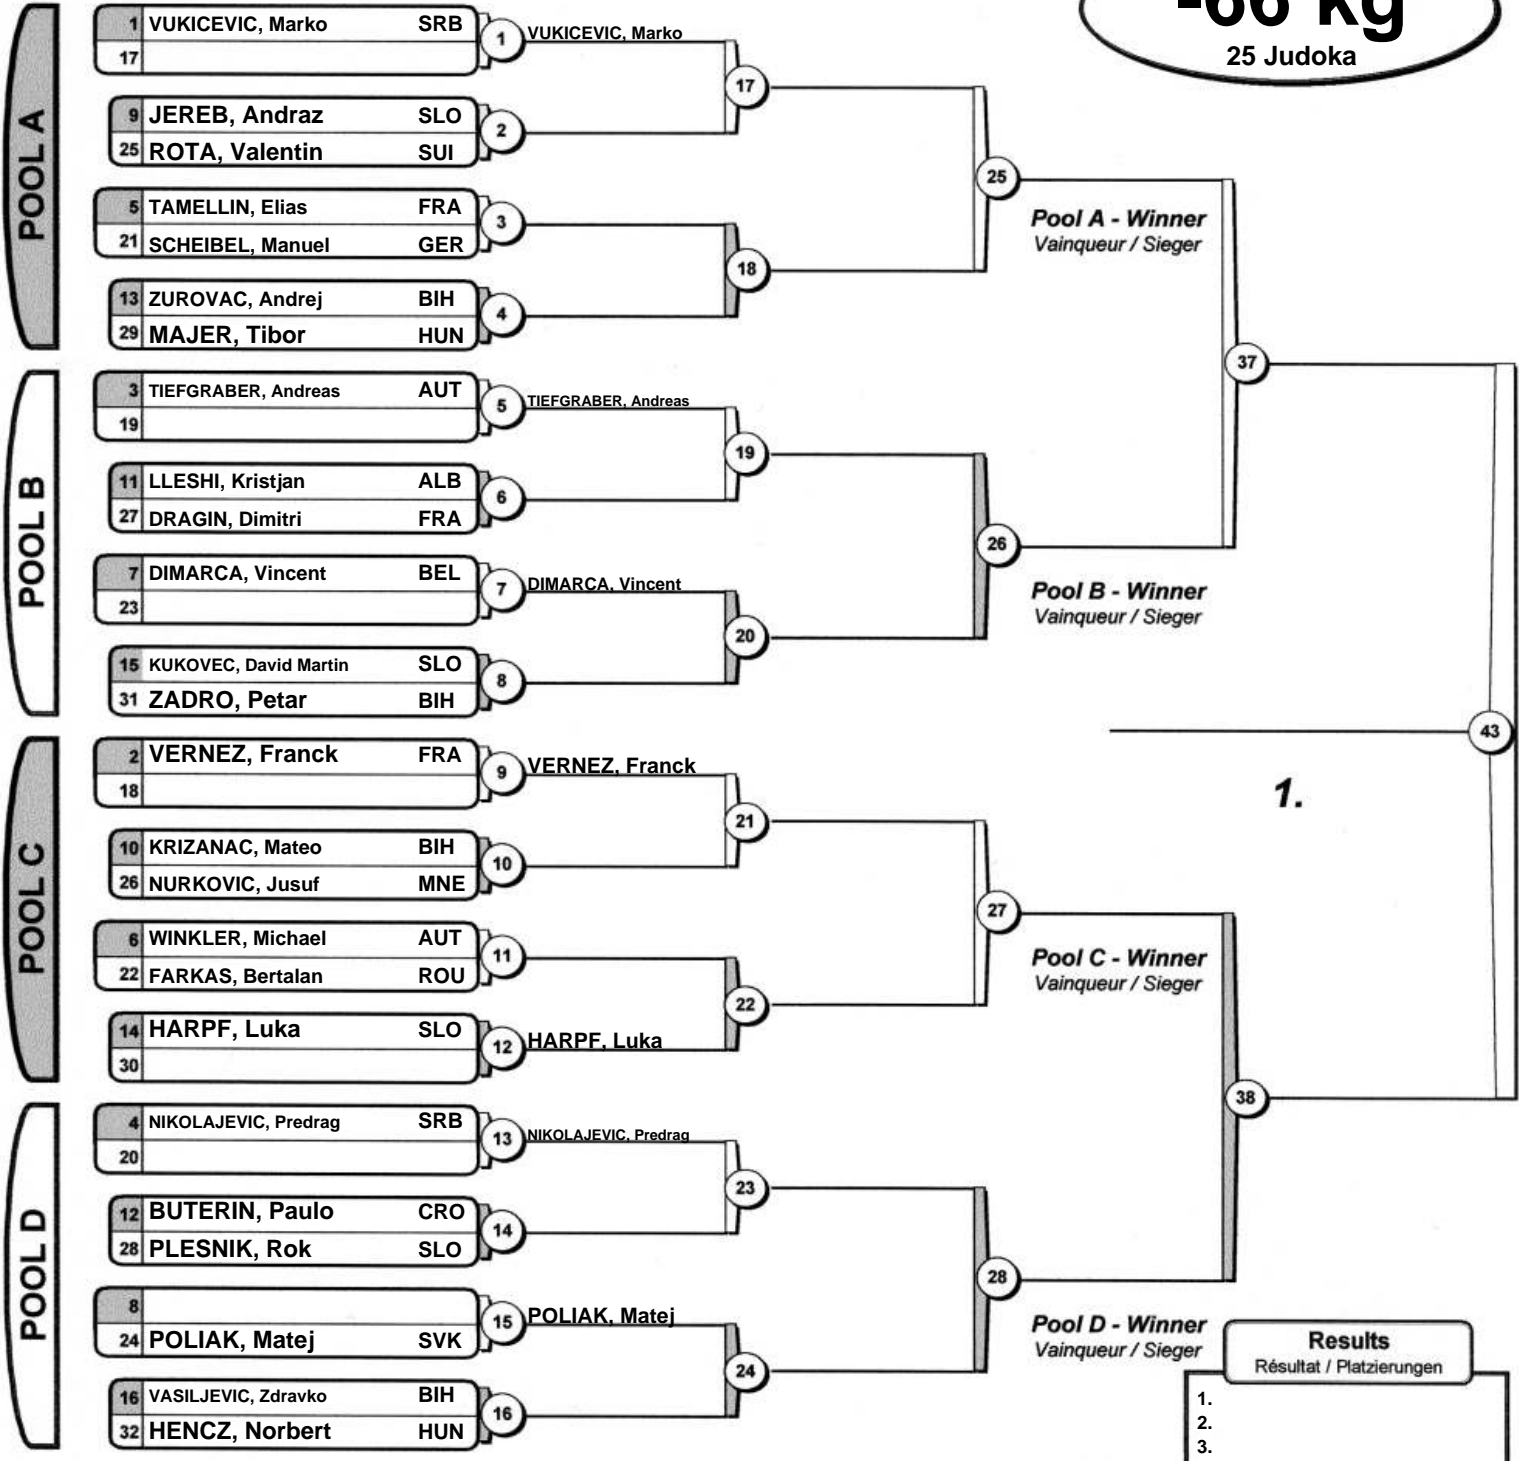 -66 kg
25 Judoka
POOL A
1 VUKICEVIC, Marko SRB
17
1 VUKICEVIC, Marko
9 JEREB, Andraz SLO
25 ROTA, Valentin SUI
2
17
5 TAMELLIN, Elias FRA
21 SCHEIBEL, Manuel GER
3
13 ZUROVAC, Andrej BIH
29 MAJER, Tibor HUN
4
18
25
Pool A - Winner
Vainqueur / Sieger
POOL B
3 TIEFGRABER, Andreas AUT
19
5 TIEFGRABER, Andreas
11 LLESHI, Kristjan ALB
27 DRAGIN, Dimitri FRA
6
19
7 DIMARCA, Vincent BEL
23
7 DIMARCA, Vincent
15 KUKOVEC, David Martin SLO
31 ZADRO, Petar BIH
8
20
26
Pool B - Winner
Vainqueur / Sieger
37
POOL C
2 VERNEZ, Franck FRA
18
9 VERNEZ, Franck
10 KRIZANAC, Mateo BIH
26 NURKOVIC, Jusuf MNE
10
21
6 WINKLER, Michael AUT
22 FARKAS, Bertalan ROU
11
14 HARPF, Luka SLO
30
12 HARPF, Luka
22
27
Pool C - Winner
Vainqueur / Sieger
43
1.
POOL D
4 NIKOLAJEVIC, Predrag SRB
20
13 NIKOLAJEVIC, Predrag
12 BUTERIN, Paulo CRO
28 PLESNIK, Rok SLO
14
23
8
24 POLIAK, Matej SVK
15 POLIAK, Matej
16 VASILJEVIC, Zdravko BIH
32 HENCZ, Norbert HUN
16
24
28
Pool D - Winner
Vainqueur / Sieger
38
Results
Résultat / Platzierungen
1.
2.
3.